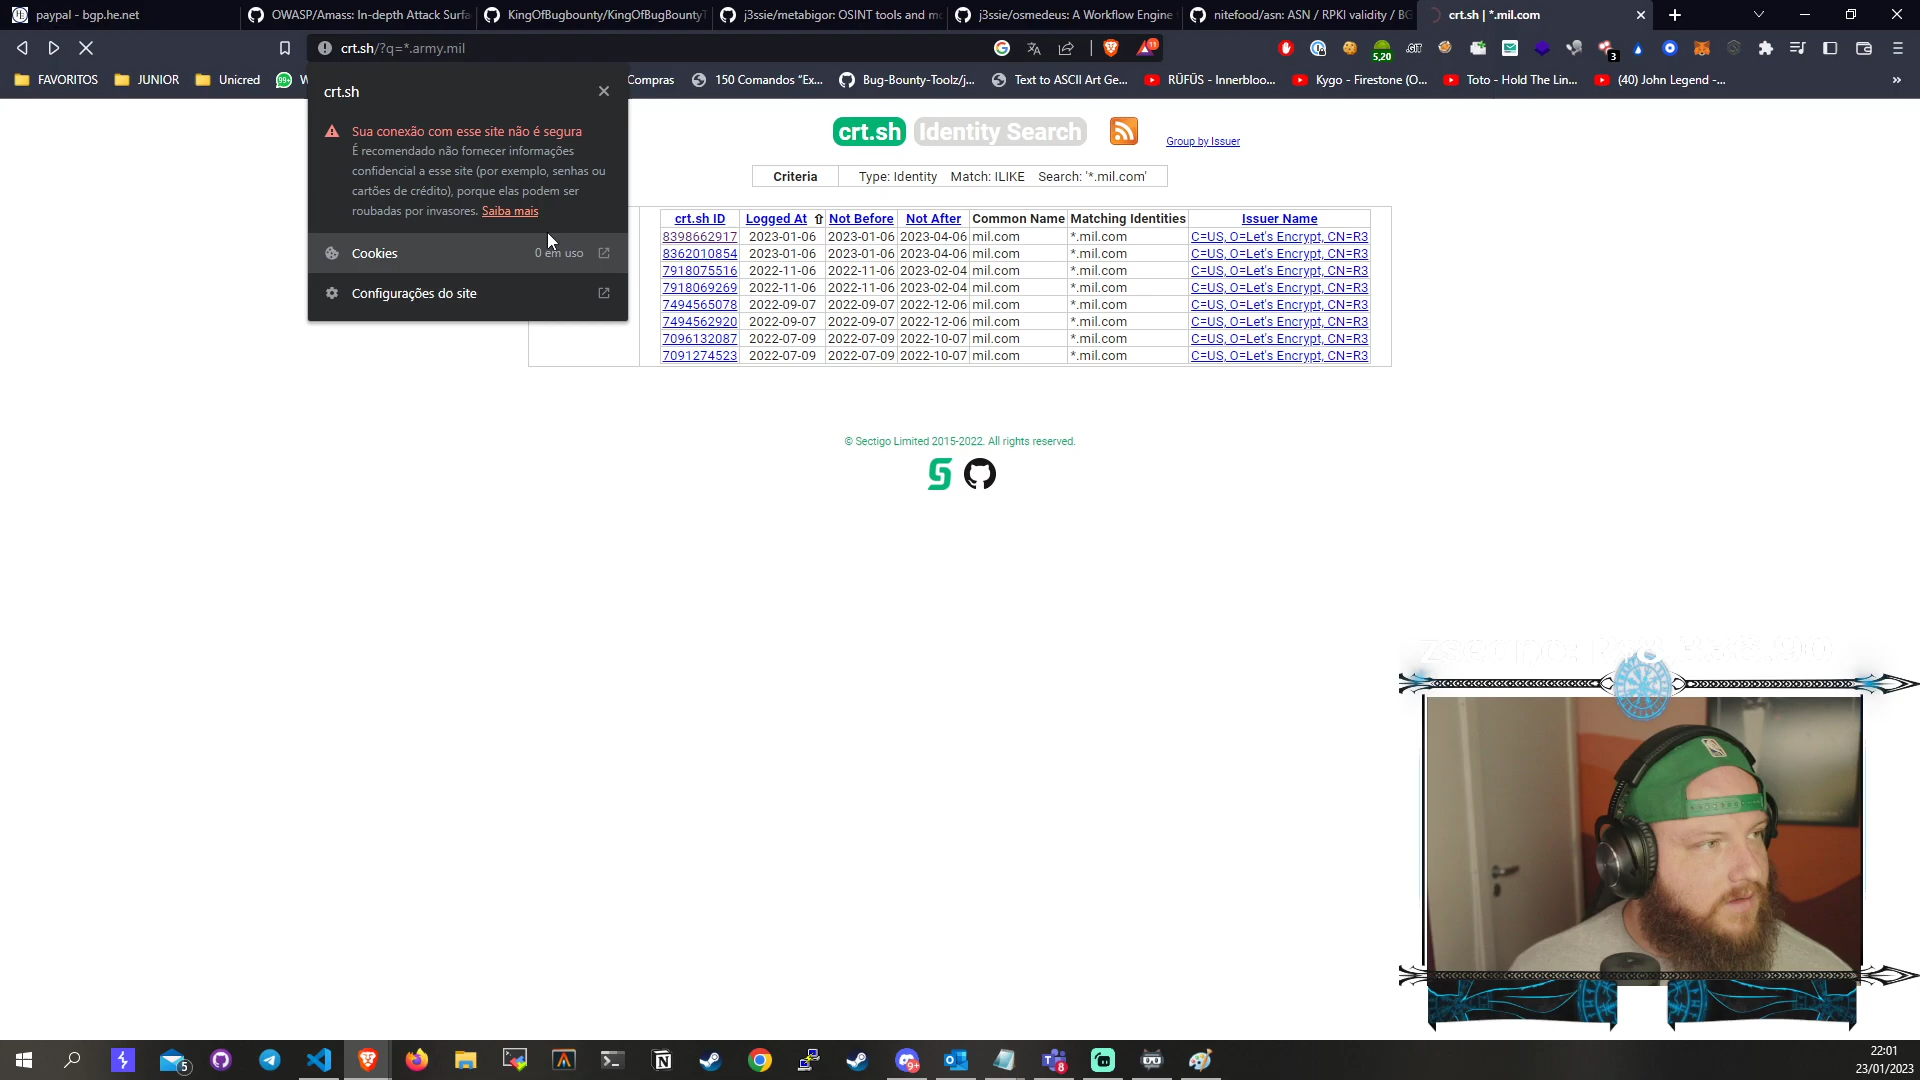 paypal - bgp.he.net
OWASP/Amass: In-depth Attack Surfa
KingOfBugbounty/KingOfBugBountyT
j3ssie/metabigor: OSINT tools and mo
j3ssie/osmedeus: A Workflow Engine
nitefood/asn: ASN / RPKI validity / BG
crt.sh | *.mil.com
crt.sh/?q=*.army.mil
11
5,20
.GIT
3
FAVORITOS
JUNIOR
Unicred
99+
W
Compras
150 Comandos "Ex...
Bug-Bounty-Toolz/j...
Text to ASCII Art Ge...
RÜFÜS - Innerbloo...
Kygo - Firestone (O...
Toto - Hold The Lin...
(40) John Legend -...
»
crt.sh
Sua conexão com esse site não é segura
É recomendado não fornecer informações
confidencial a esse site (por exemplo, senhas ou
cartões de crédito), porque elas podem ser
roubadas por invasores. Saiba mais
Cookies
0 em uso
Configurações do site
crt.sh Identity Search
Group by Issuer
Criteria Type: Identity Match: ILIKE Search: '*.mil.com'
crt.sh ID Logged At ⇧ Not Before Not After Common Name Matching Identities Issuer Name
8398662917 2023-01-06 2023-01-06 2023-04-06 mil.com *.mil.com C=US, O=Let's Encrypt, CN=R3
8362010854 2023-01-06 2023-01-06 2023-04-06 mil.com *.mil.com C=US, O=Let's Encrypt, CN=R3
7918075516 2022-11-06 2022-11-06 2023-02-04 mil.com *.mil.com C=US, O=Let's Encrypt, CN=R3
7918069269 2022-11-06 2022-11-06 2023-02-04 mil.com *.mil.com C=US, O=Let's Encrypt, CN=R3
7494565078 2022-09-07 2022-09-07 2022-12-06 mil.com *.mil.com C=US, O=Let's Encrypt, CN=R3
7494562920 2022-09-07 2022-09-07 2022-12-06 mil.com *.mil.com C=US, O=Let's Encrypt, CN=R3
7096132087 2022-07-09 2022-07-09 2022-10-07 mil.com *.mil.com C=US, O=Let's Encrypt, CN=R3
7091274523 2022-07-09 2022-07-09 2022-10-07 mil.com *.mil.com C=US, O=Let's Encrypt, CN=R3
© Sectigo Limited 2015-2022. All rights reserved.
5
9+
8
22:01
23/01/2023